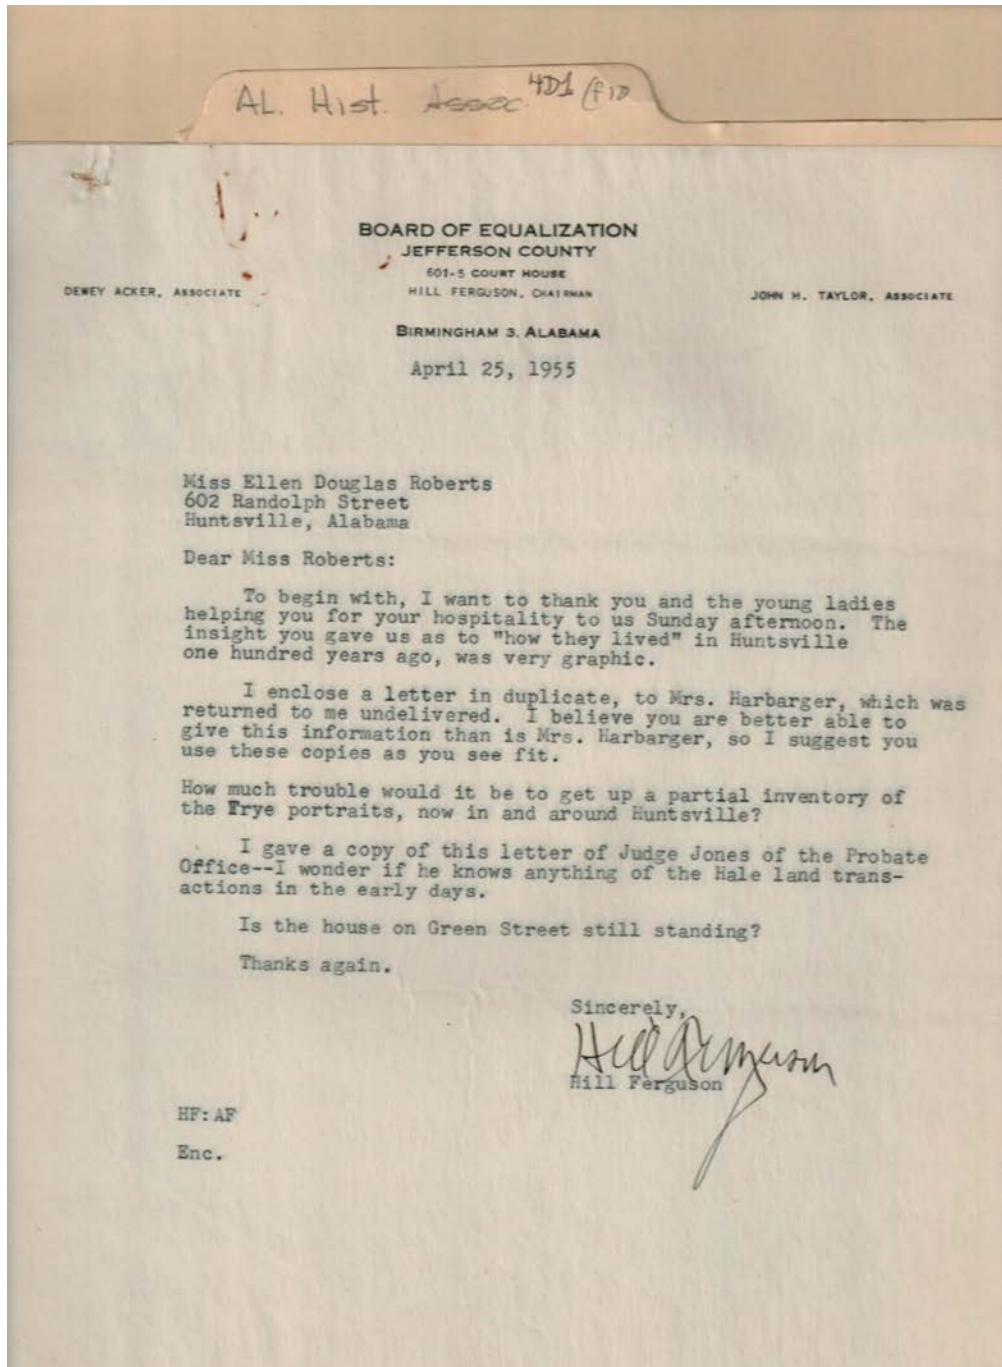 AL. Hist. Assoc. 4D1 (F10
BOARD OF EQUALIZATION
JEFFERSON COUNTY
601-5 COURT HOUSE
DEWEY ACKER, ASSOCIATE HILL FERGUSON, CHAIRMAN JOHN H. TAYLOR, ASSOCIATE
BIRMINGHAM 3, ALABAMA
April 25, 1955
Miss Ellen Douglas Roberts
602 Randolph Street
Huntsville, Alabama
Dear Miss Roberts:
To begin with, I want to thank you and the young ladies
helping you for your hospitality to us Sunday afternoon. The
insight you gave us as to "how they lived" in Huntsville
one hundred years ago, was very graphic.
I enclose a letter in duplicate, to Mrs. Harbarger, which was
returned to me undelivered. I believe you are better able to
give this information than is Mrs. Harbarger, so I suggest you
use these copies as you see fit.
How much trouble would it be to get up a partial inventory of
the Frye portraits, now in and around Huntsville?
I gave a copy of this letter of Judge Jones of the Probate
Office--I wonder if he knows anything of the Hale land trans-
actions in the early days.
Is the house on Green Street still standing?
Thanks again.
Sincerely,
Hill Ferguson
Hill Ferguson
HF:AF
Enc.